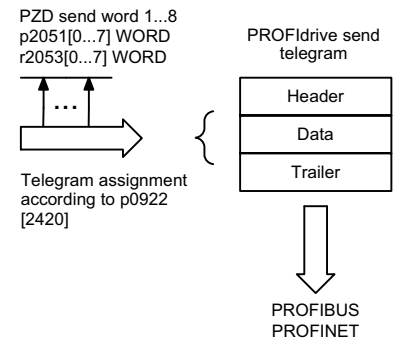 PZD send word 1...8
p2051[0...7] WORD
r2053[0...7] WORD
...
Telegram assignment
according to p0922
[2420]
PROFIdrive send
telegram
Header
Data
Trailer
PROFIBUS
PROFINET